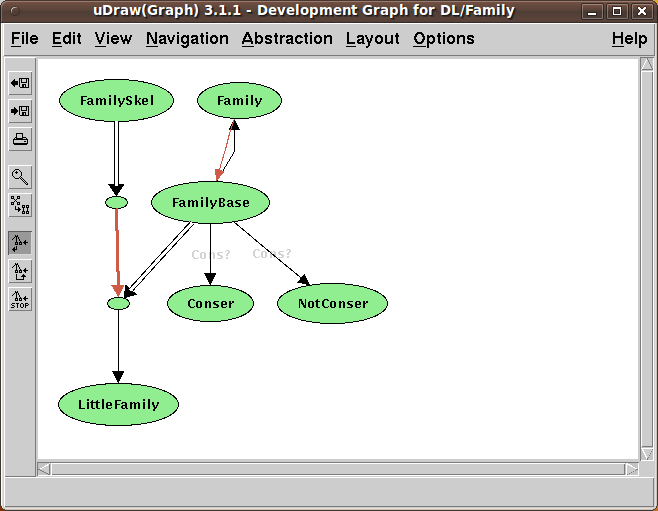 uDraw(Graph) 3.1.1 - Development Graph for DL/Family
File Edit View Navigation Abstraction Layout Options Help
FamilySkel Family
FamilyBase
Cons? Cons?
Conser NotConser
LittleFamily
STOP